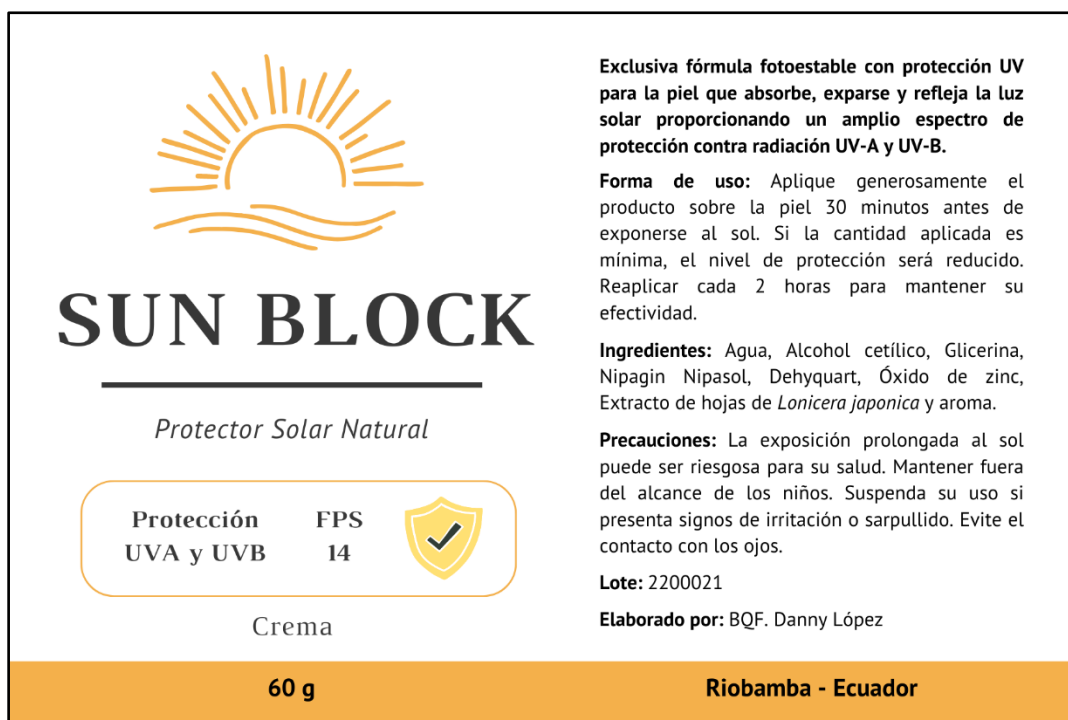 SUN BLOCK
Protector Solar Natural
Protección FPS
UVA y UVB 14
Crema
60 g
Exclusiva fórmula fotoestable con protección UV
para la piel que absorbe, exparse y refleja la luz
solar proporcionando un amplio espectro de
protección contra radiación UV-A y UV-B.
Forma de uso: Aplique generosamente el
producto sobre la piel 30 minutos antes de
exponerse al sol. Si la cantidad aplicada es
mínima, el nivel de protección será reducido.
Reaplicar cada 2 horas para mantener su
efectividad.
Ingredientes: Agua, Alcohol cetílico, Glicerina,
Nipagin Nipasol, Dehyquart, Óxido de zinc,
Extracto de hojas de Lonicera japonica y aroma.
Precauciones: La exposición prolongada al sol
puede ser riesgosa para su salud. Mantener fuera
del alcance de los niños. Suspenda su uso si
presenta signos de irritación o sarpullido. Evite el
contacto con los ojos.
Lote: 2200021
Elaborado por: BQF. Danny López
Riobamba - Ecuador